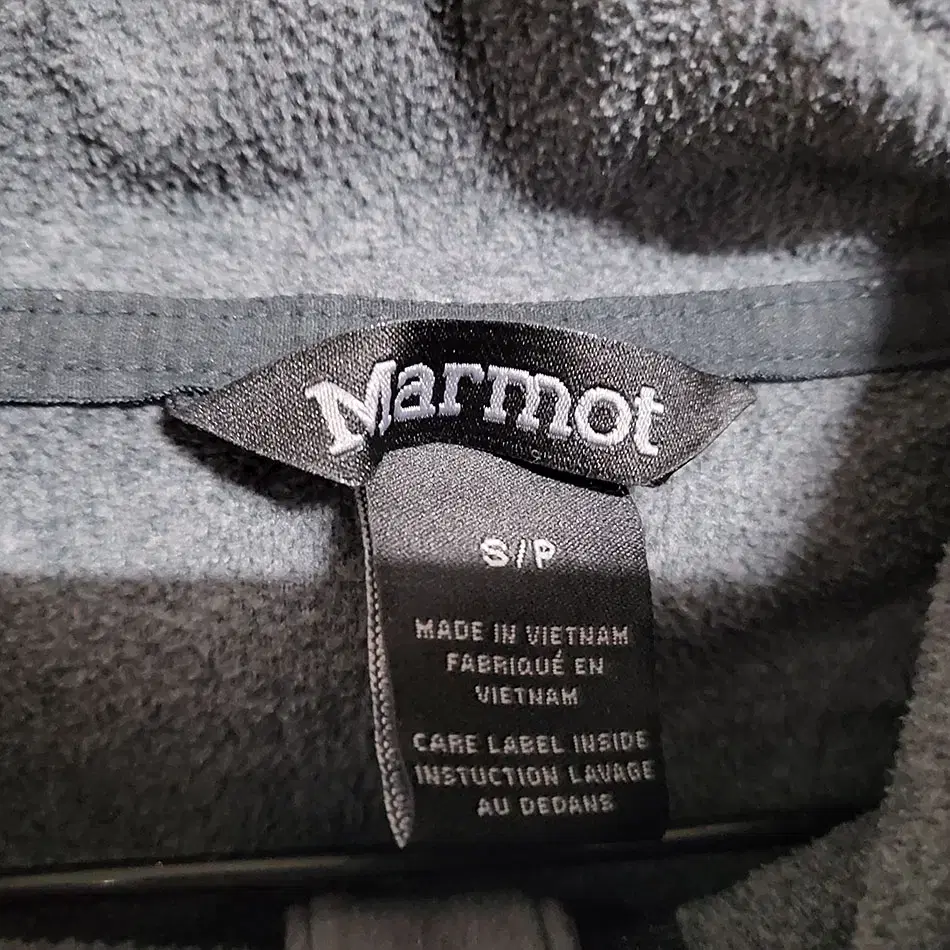 Marmot
S/P
MADE IN VIETNAM
FABRIQUÉ EN
VIETNAM
CARE LABEL INSIDE
INSTUCTION LAVAGE
AU DEDANS